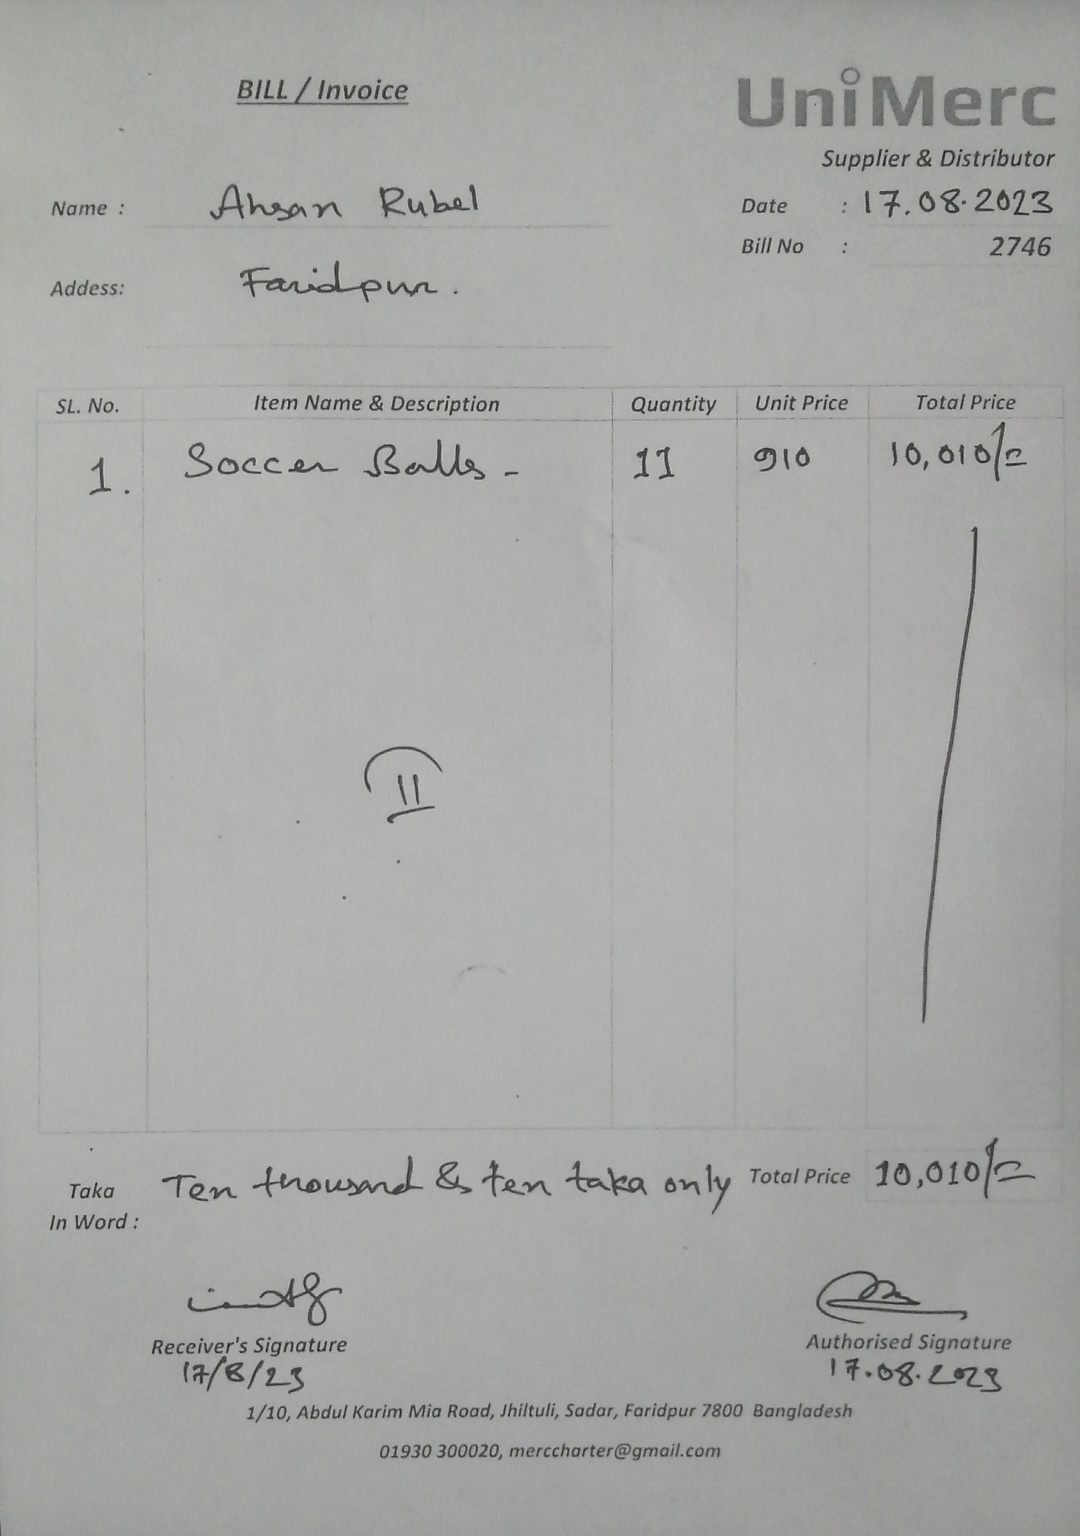 BILL / Invoice
UniMerc
Supplier & Distributor
Name : Ahsan Rubel
Date : 17.08.2023
Bill No : 2746
Addess: Faridpur.
SL. No. Item Name & Description Quantity Unit Price Total Price
1. Soccer Balls - 11 910 10,010/=
11
Taka In Word : Ten thousand & ten taka only
Total Price 10,010/=
Receiver's Signature
17/8/23
Authorised Signature
17.08.2023
1/10, Abdul Karim Mia Road, Jhiltuli, Sadar, Faridpur 7800 Bangladesh
01930 300020, merccharter@gmail.com